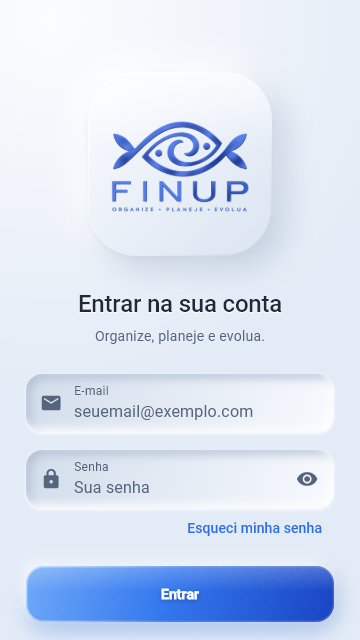 FINUP
ORGANIZE • PLANEJE • EVOLUA
Entrar na sua conta
Organize, planeje e evolua.
E-mail
seuemail@exemplo.com
Senha
Sua senha
Esqueci minha senha
Entrar